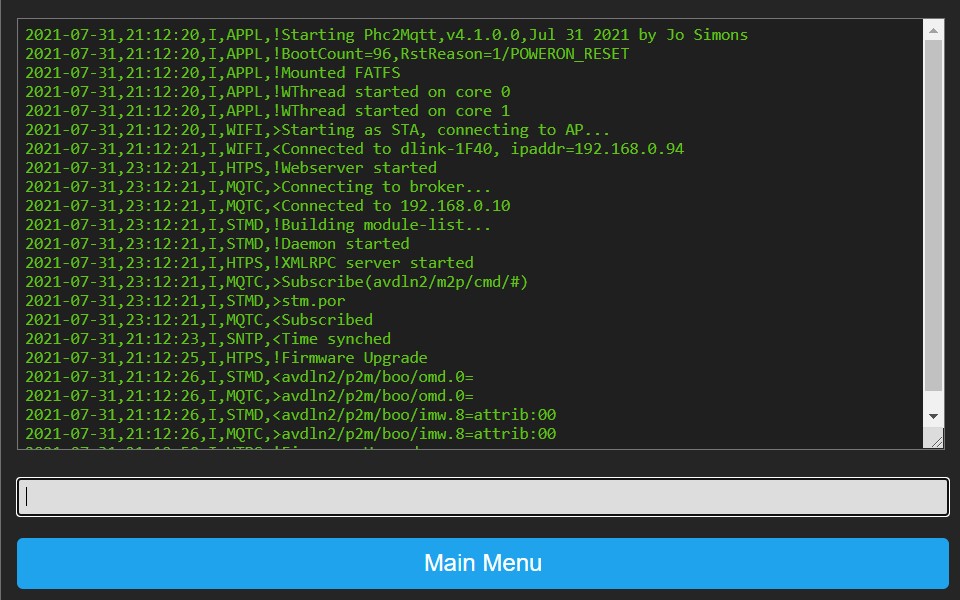 2021-07-31,21:12:20,I,APPL,!Starting Phc2Mqtt,v4.1.0.0,Jul 31 2021 by Jo Simons
2021-07-31,21:12:20,I,APPL,!BootCount=96,RstReason=1/POWERON_RESET
2021-07-31,21:12:20,I,APPL,!Mounted FATFS
2021-07-31,21:12:20,I,APPL,!WThread started on core 0
2021-07-31,21:12:20,I,APPL,!WThread started on core 1
2021-07-31,21:12:20,I,WIFI,>Starting as STA, connecting to AP...
2021-07-31,21:12:21,I,WIFI,<Connected to dlink-1F40, ipaddr=192.168.0.94
2021-07-31,23:12:21,I,HTPS,!Webserver started
2021-07-31,23:12:21,I,MQTC,>Connecting to broker...
2021-07-31,23:12:21,I,MQTC,<Connected to 192.168.0.10
2021-07-31,23:12:21,I,STMD,!Building module-list...
2021-07-31,23:12:21,I,STMD,!Daemon started
2021-07-31,23:12:21,I,HTPS,!XMLRPC server started
2021-07-31,23:12:21,I,MQTC,>Subscribe(avdln2/m2p/cmd/#)
2021-07-31,23:12:21,I,STMD,>stm.por
2021-07-31,23:12:21,I,MQTC,<Subscribed
2021-07-31,21:12:23,I,SNTP,<Time synched
2021-07-31,21:12:25,I,HTPS,!Firmware Upgrade
2021-07-31,21:12:26,I,STMD,<avdln2/p2m/boo/omd.0=
2021-07-31,21:12:26,I,MQTC,>avdln2/p2m/boo/omd.0=
2021-07-31,21:12:26,I,STMD,<avdln2/p2m/boo/imw.8=attrib:00
2021-07-31,21:12:26,I,MQTC,>avdln2/p2m/boo/imw.8=attrib:00
Main Menu